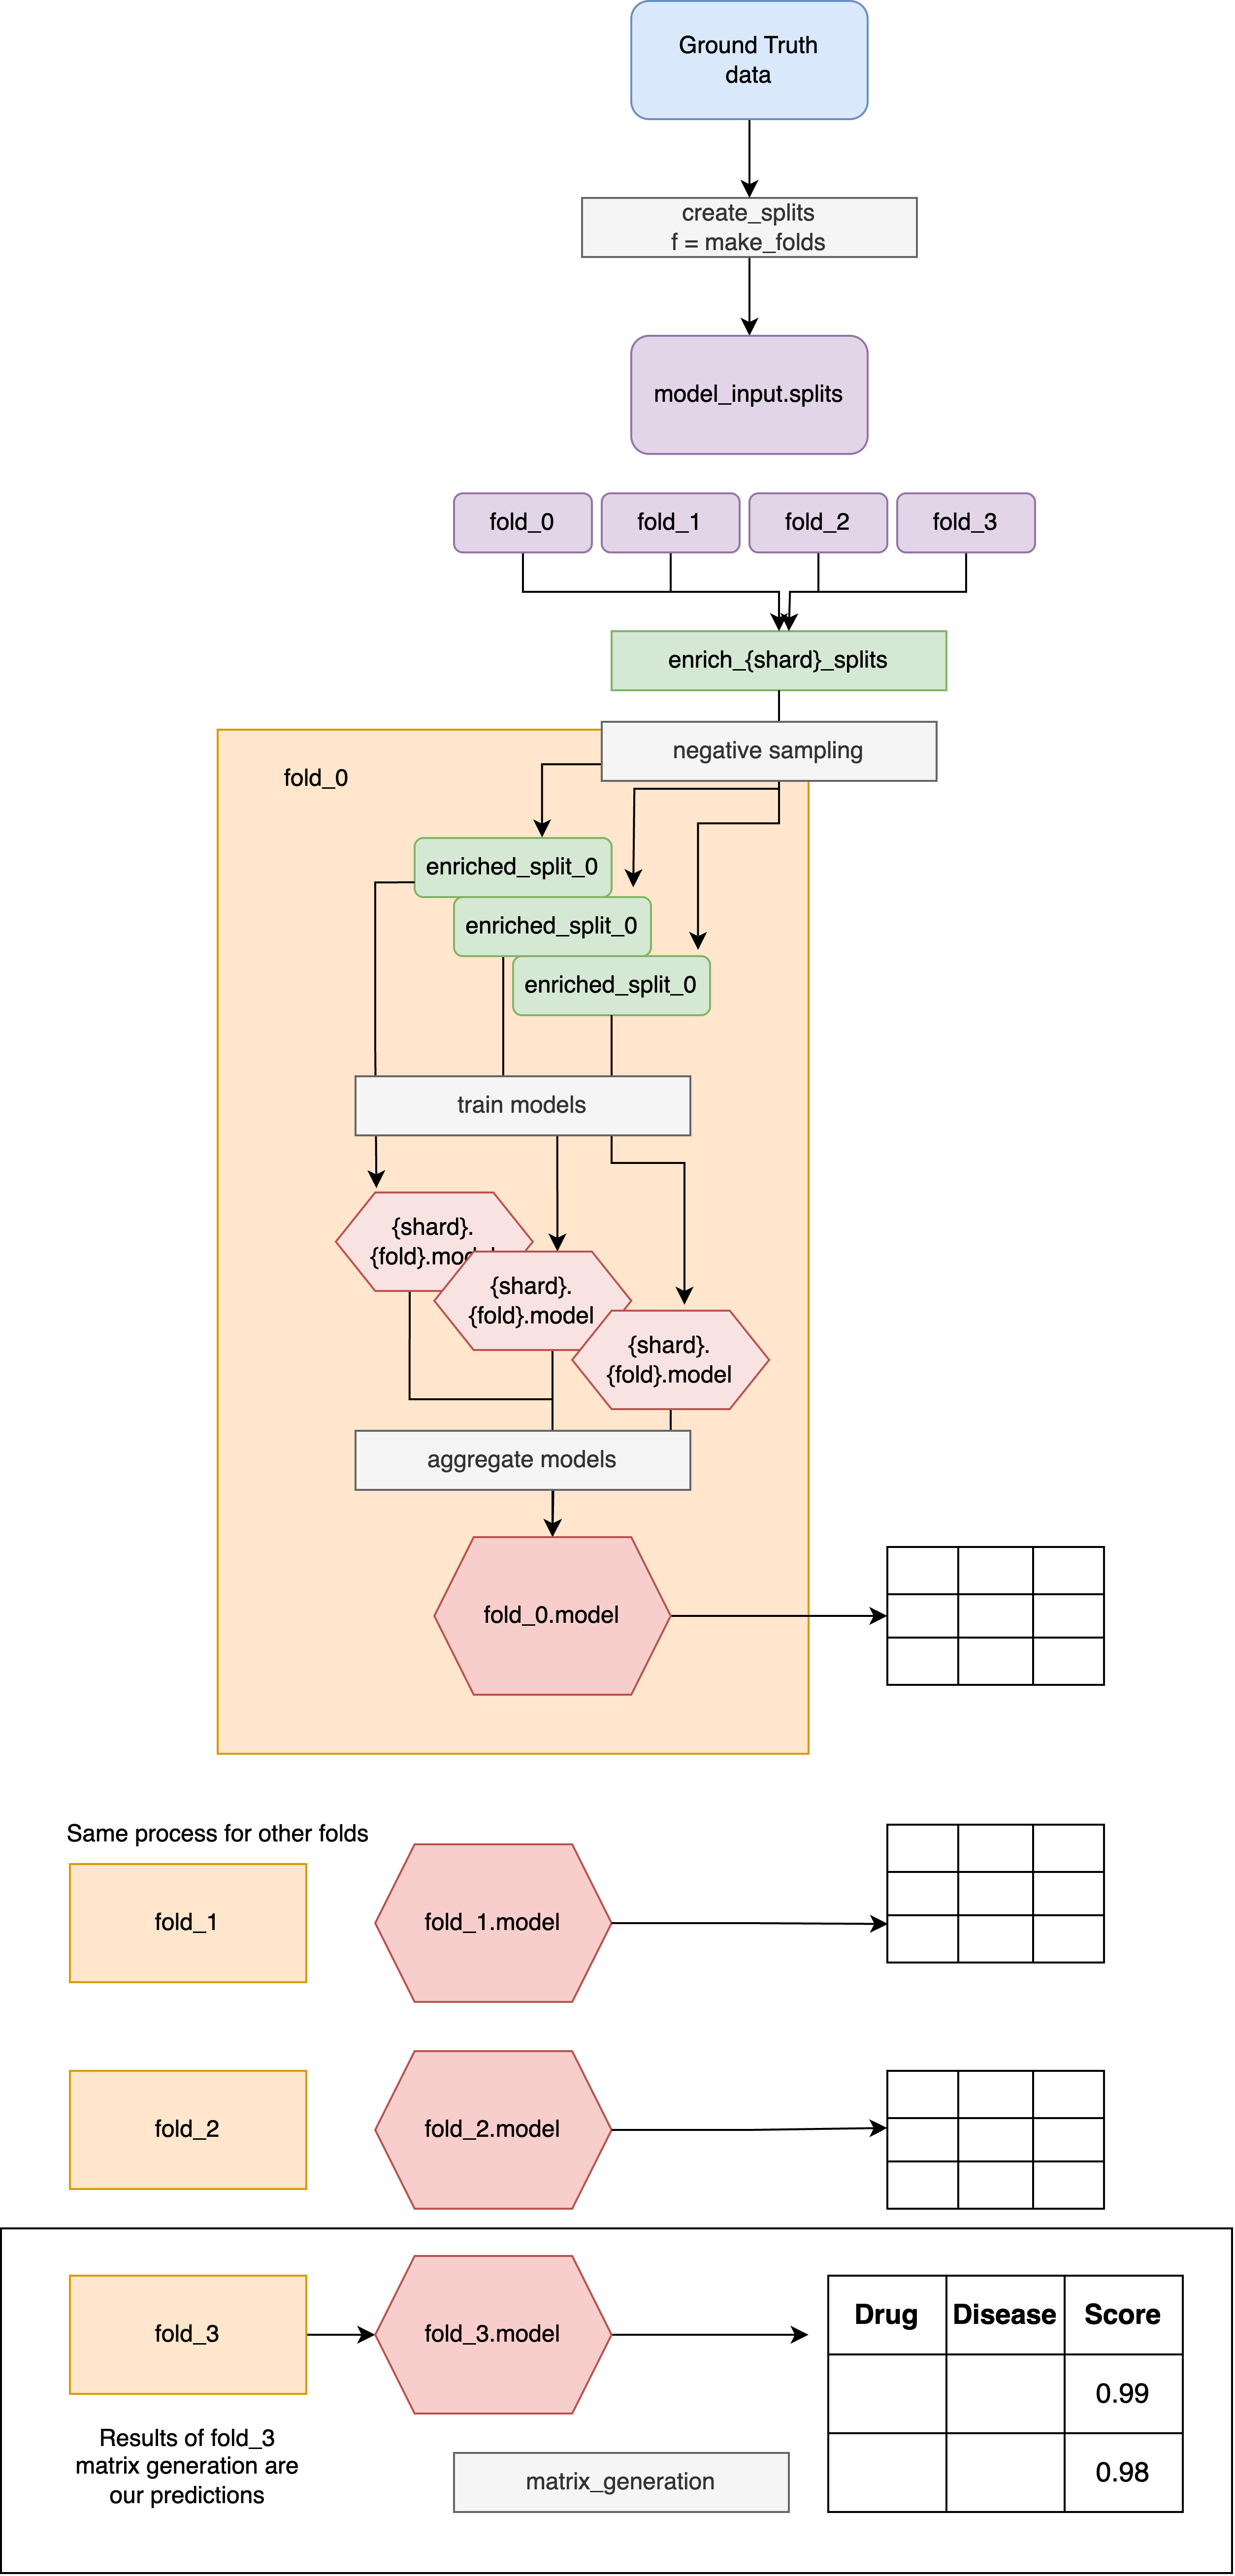 Ground Truth
data
create_splits
f = make_folds
model_input.splits
fold_0
fold_1
fold_2
fold_3
enrich_{shard}_splits
negative sampling
fold_0
enriched_split_0
enriched_split_0
enriched_split_0
train models
{shard}.
{fold}.model
{shard}.
{fold}.model
{shard}.
{fold}.model
aggregate models
fold_0.model
Same process for other folds
fold_1
fold_1.model
fold_2
fold_2.model
fold_3
fold_3.model
Drug Disease Score
0.99
0.98
Results of fold_3
matrix generation are
our predictions
matrix_generation